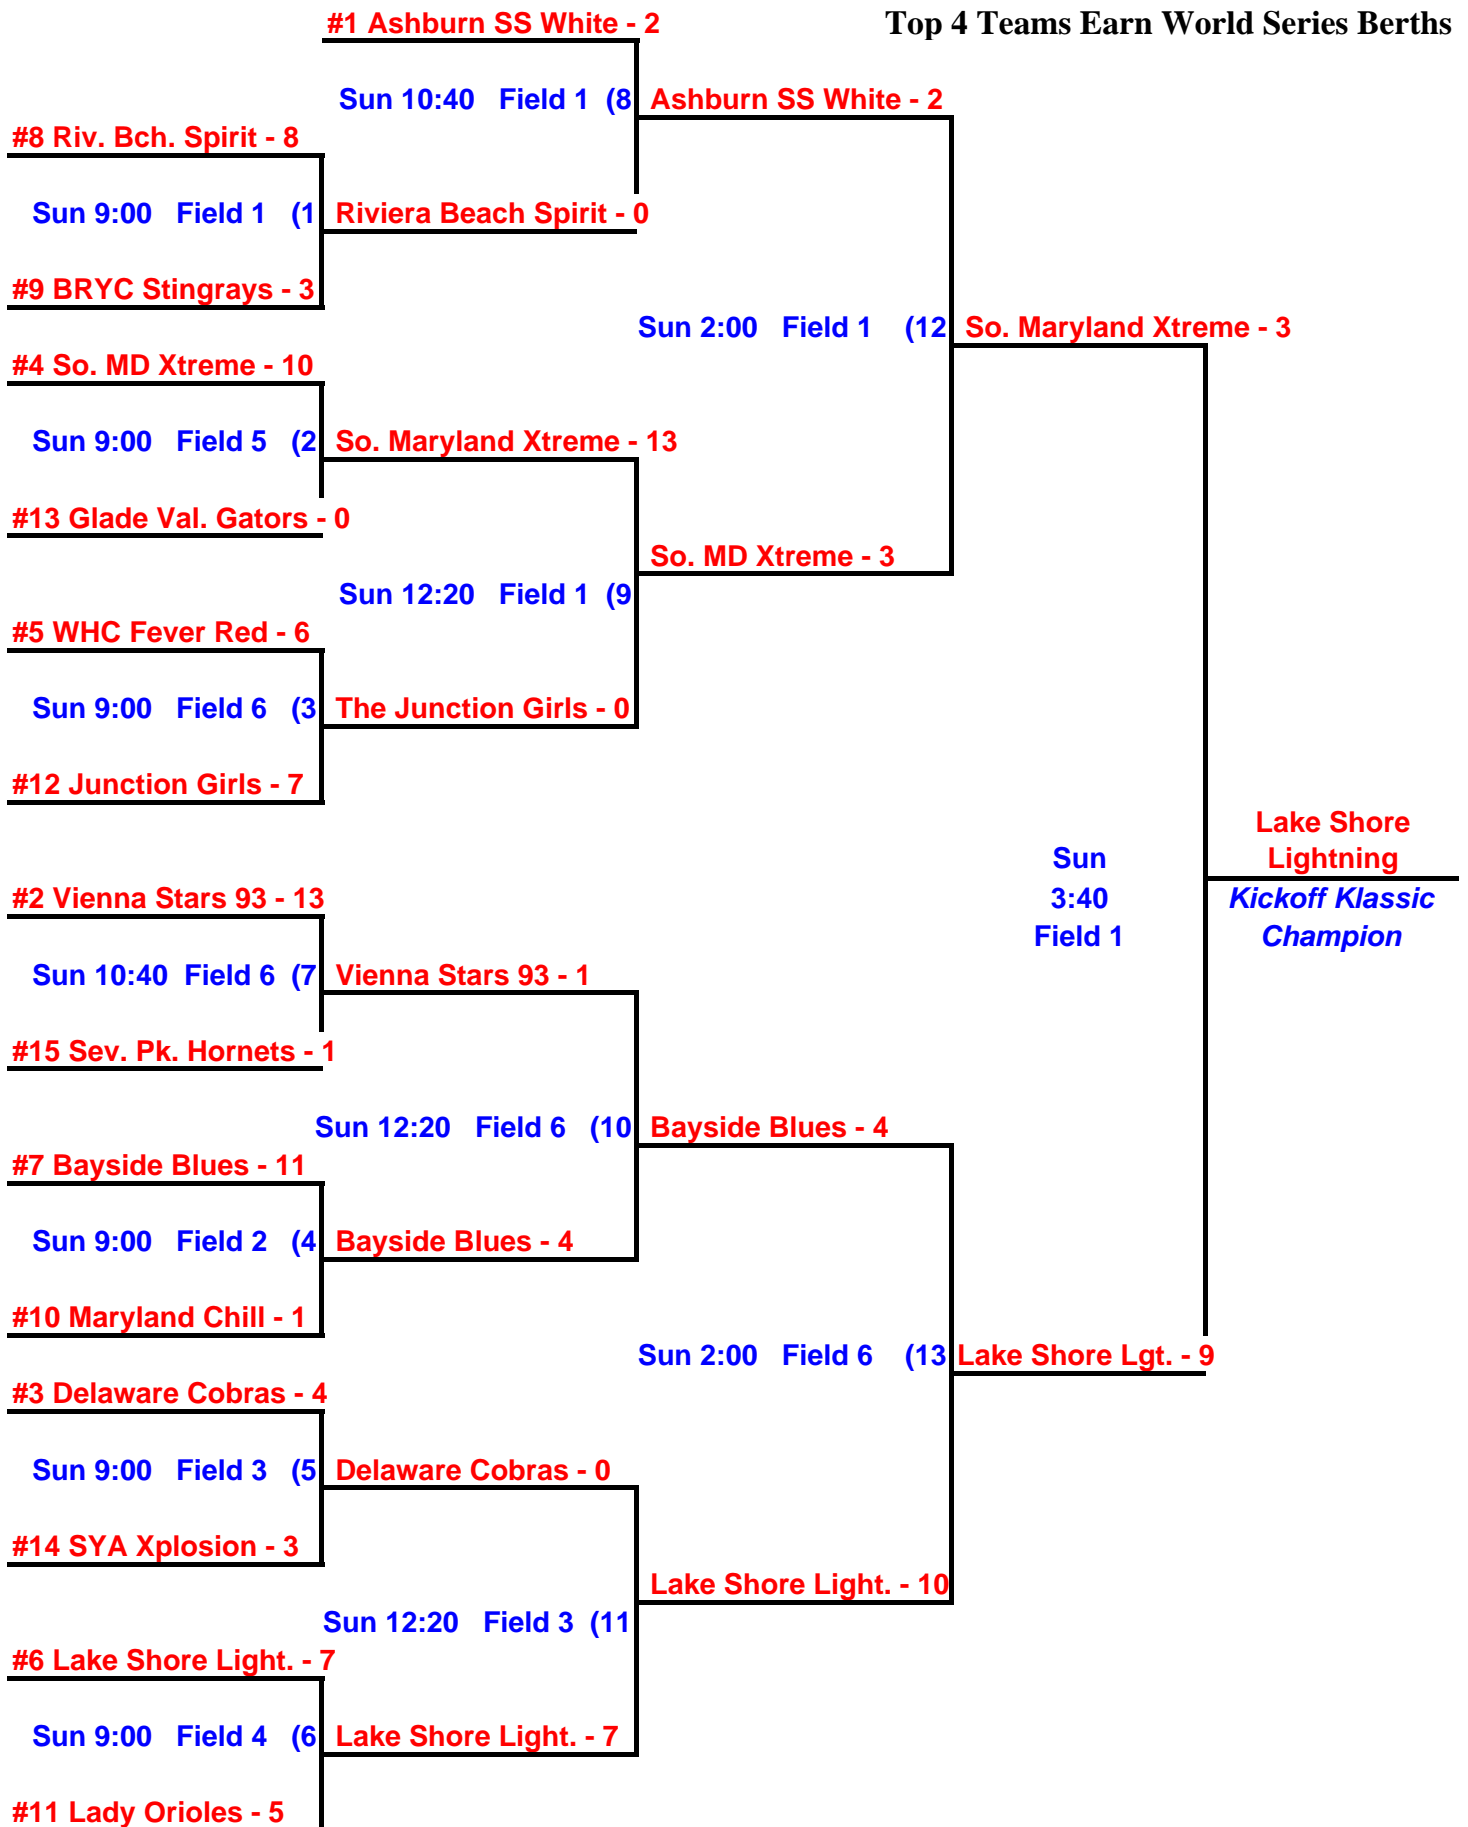 #1 Ashburn SS White - 2
Top 4 Teams Earn World Series Berths
Sun 10:40 Field 1 (8
Ashburn SS White - 2
#8 Riv. Bch. Spirit - 8
Sun 9:00 Field 1 (1
Riviera Beach Spirit - 0
#9 BRYC Stingrays - 3
Sun 2:00 Field 1 (12
So. Maryland Xtreme - 3
#4 So. MD Xtreme - 10
Sun 9:00 Field 5 (2
So. Maryland Xtreme - 13
#13 Glade Val. Gators - 0
So. MD Xtreme - 3
Sun 12:20 Field 1 (9
#5 WHC Fever Red - 6
Sun 9:00 Field 6 (3
The Junction Girls - 0
#12 Junction Girls - 7
Lake Shore
Lightning
Sun
3:40
Field 1
Kickoff Klassic
Champion
#2 Vienna Stars 93 - 13
Sun 10:40 Field 6 (7
Vienna Stars 93 - 1
#15 Sev. Pk. Hornets - 1
Sun 12:20 Field 6 (10
Bayside Blues - 4
#7 Bayside Blues - 11
Sun 9:00 Field 2 (4
Bayside Blues - 4
#10 Maryland Chill - 1
Sun 2:00 Field 6 (13
Lake Shore Lgt. - 9
#3 Delaware Cobras - 4
Sun 9:00 Field 3 (5
Delaware Cobras - 0
#14 SYA Xplosion - 3
Lake Shore Light. - 10
Sun 12:20 Field 3 (11
#6 Lake Shore Light. - 7
Sun 9:00 Field 4 (6
Lake Shore Light. - 7
#11 Lady Orioles - 5